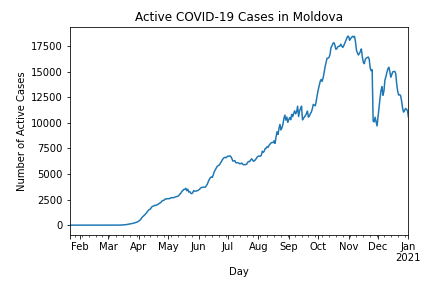 Active COVID-19 Cases in Moldova
Number of Active Cases
17500
15000
12500
10000
7500
5000
2500
0
Feb Mar Apr May Jun Jul Aug Sep Oct Nov Dec Jan
2021
Day